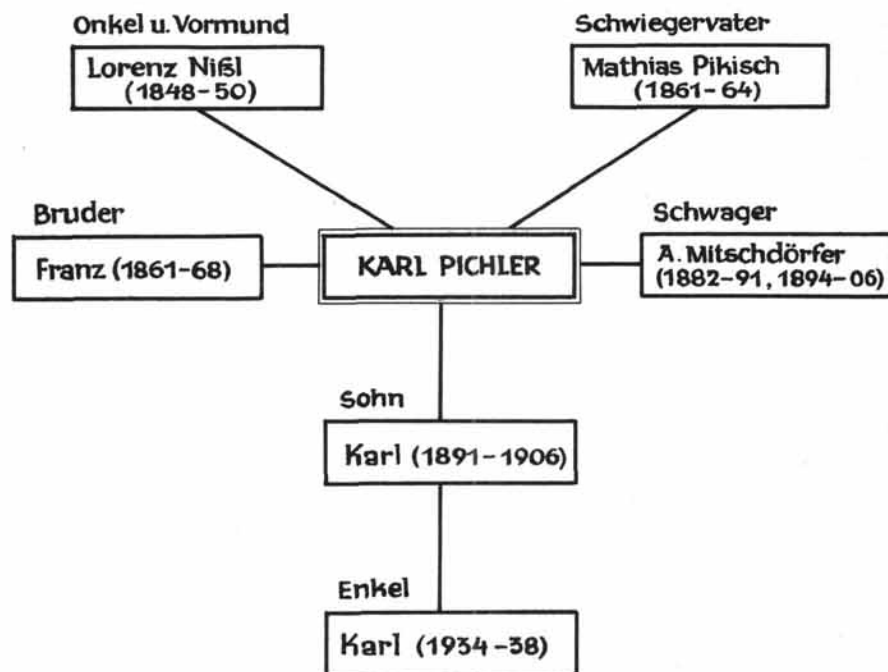 Onkel u. Vormund
Lorenz Nißl
(1848-50)
Schwiegervater
Mathias Pikisch
(1861-64)
Bruder
Franz (1861-68)
KARL PICHLER
Schwager
A. Mitschdörfer
(1882-91, 1894-06)
Sohn
Karl (1891-1906)
Enkel
Karl (1934-38)